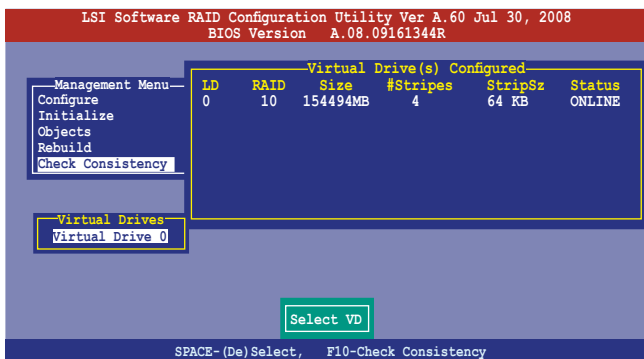 LSI Software RAID Configuration Utility Ver A.60 Jul 30, 2008
BIOS Version A.08.09161344R
Management Menu
Configure
Initialize
Objects
Rebuild
Check Consistency
Virtual Drive(s) Configured
LD RAID Size #Stripes StripSz Status
0 10 154494MB 4 64 KB ONLINE
Virtual Drives
Virtual Drive 0
Select VD
SPACE-(De)Select, F10-Check Consistency